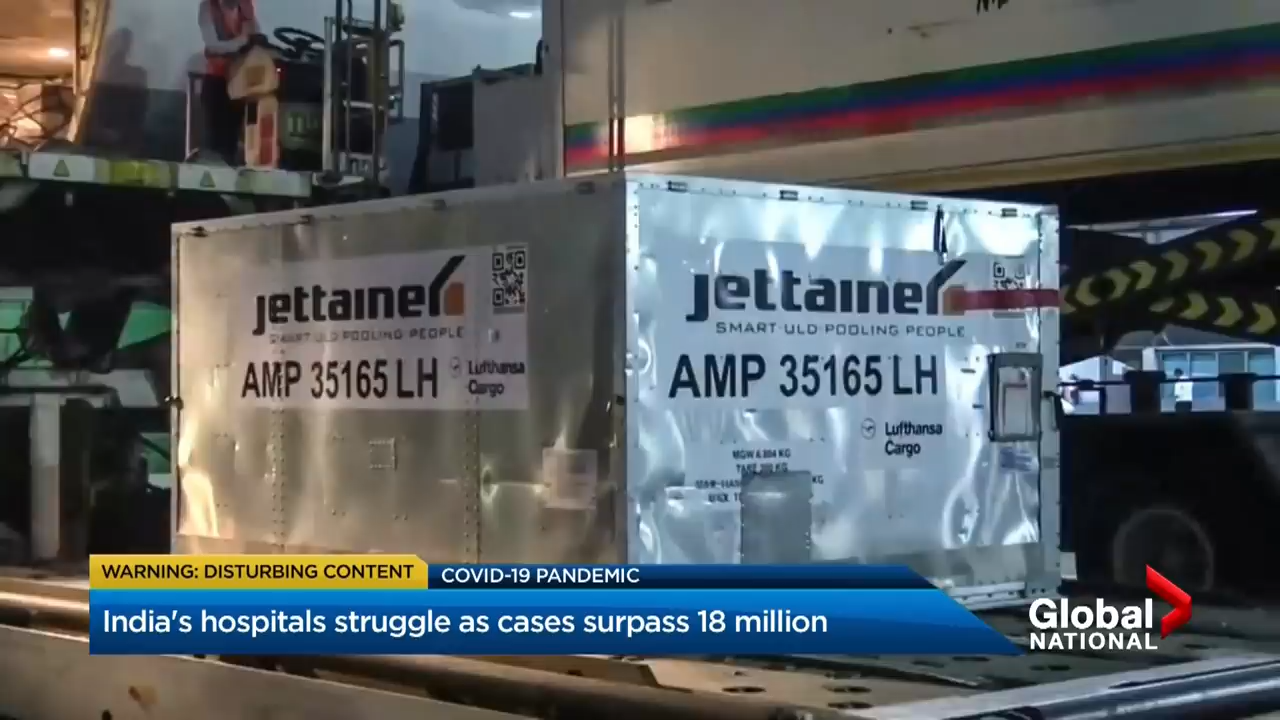 jettainer
SMART·ULD·POOLING PEOPLE
AMP 35165 LH
Lufthansa
Cargo
jettainer
SMART·ULD·POOLING PEOPLE
AMP 35165 LH
Lufthansa
Cargo
KG
WARNING: DISTURBING CONTENT
COVID-19 PANDEMIC
India's hospitals struggle as cases surpass 18 million
Global
NATIONAL